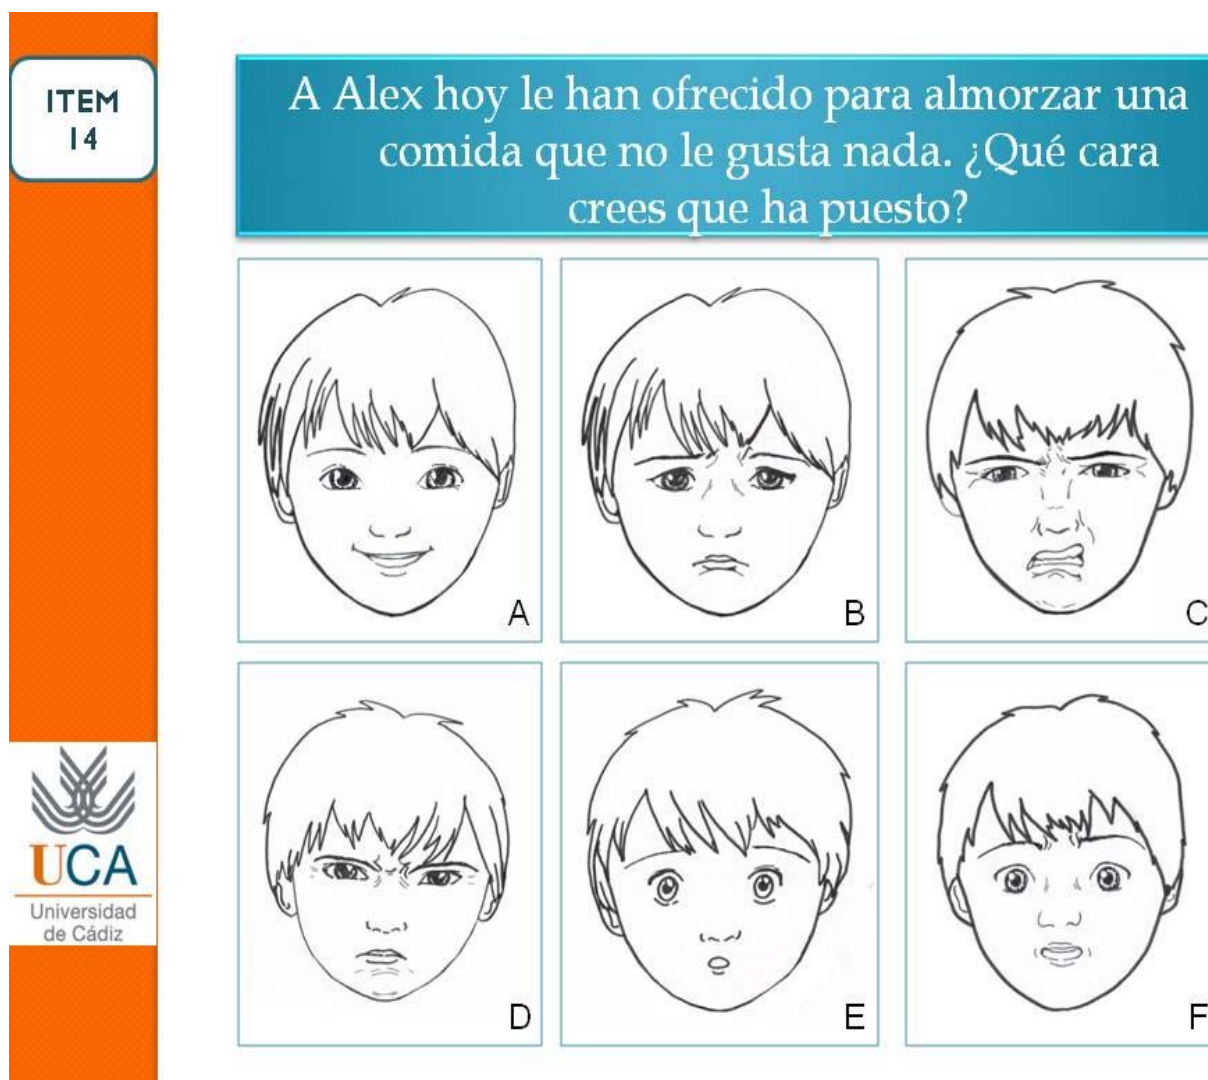 ITEM
14
A Alex hoy le han ofrecido para almorzar una
comida que no le gusta nada. ¿Qué cara
crees que ha puesto?
A
B
C
D
E
F
UCA
Universidad
de Cádiz